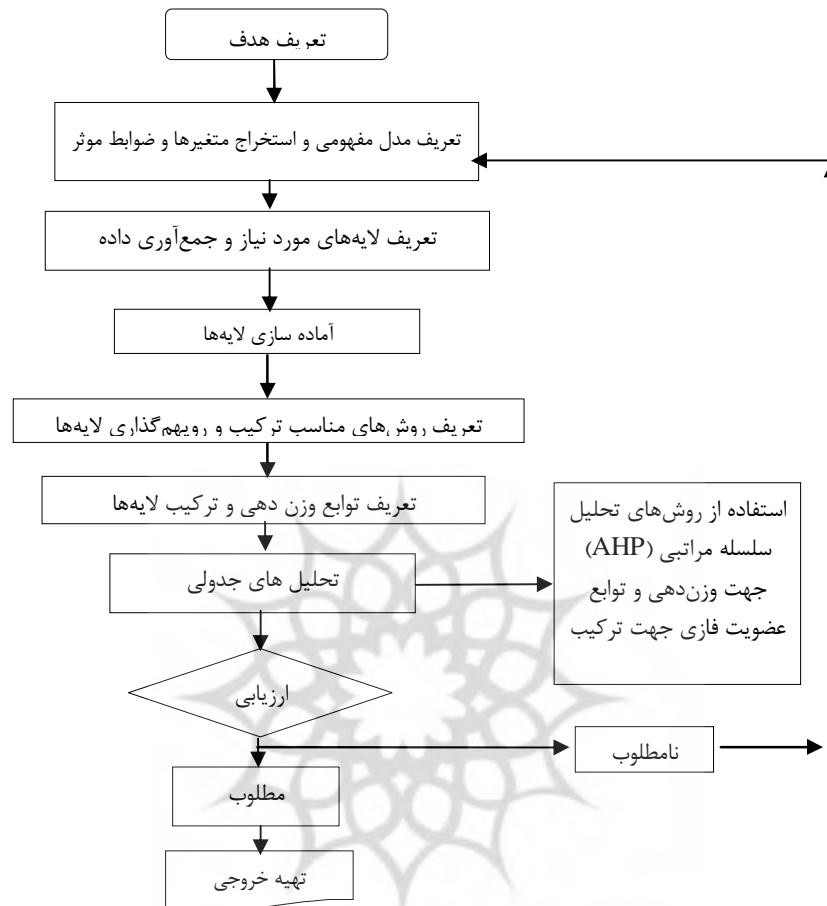 تعریف هدف
تعریف مدل مفهومی و استخراج متغیرها و ضوابط موثر
تعریف لایه‌های مورد نیاز و جمع‌آوری داده
آماده سازی لایه‌ها
تعریف روش‌های مناسب ترکیب و رویهم‌گذاری لایه‌ها
تعریف توابع وزن دهی و ترکیب لایه‌ها
تحلیل های جدولی
استفاده از روش‌های تحلیل
سلسله مراتبی (AHP)
جهت وزن‌دهی و توابع
عضویت فازی جهت ترکیب
ارزیابی
نامطلوب
مطلوب
تهیه خروجی